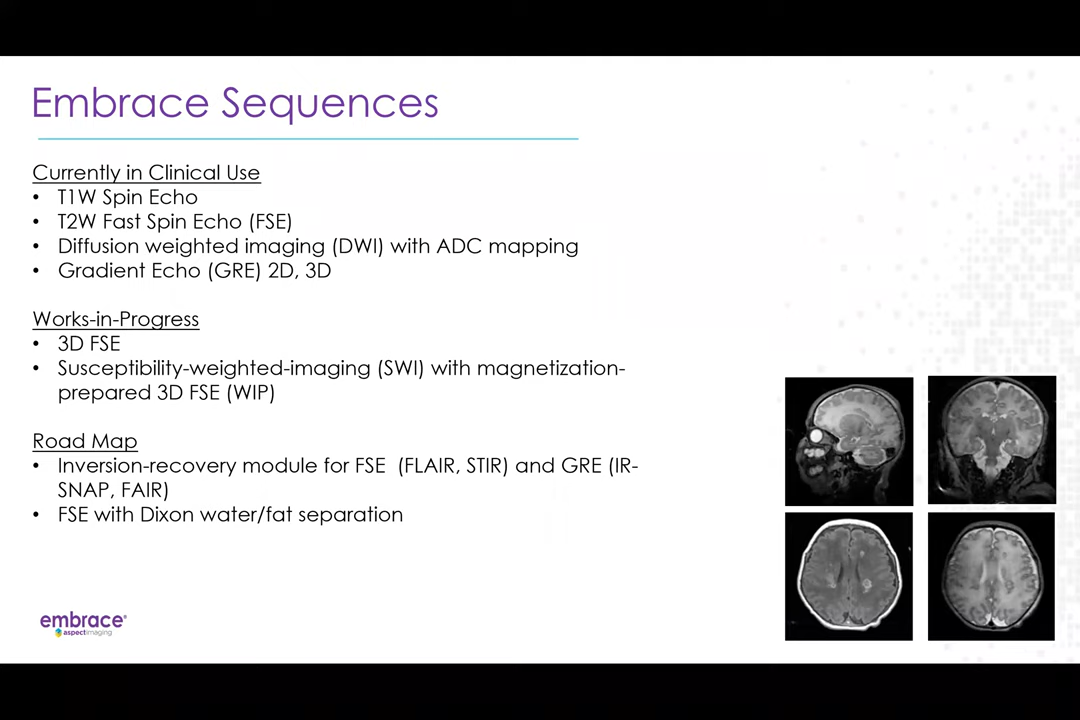 Embrace Sequences
Currently in Clinical Use
• T1W Spin Echo
• T2W Fast Spin Echo (FSE)
• Diffusion weighted imaging (DWI) with ADC mapping
• Gradient Echo (GRE) 2D, 3D
Works-in-Progress
• 3D FSE
• Susceptibility-weighted-imaging (SWI) with magnetization-
prepared 3D FSE (WIP)
Road Map
• Inversion-recovery module for FSE (FLAIR, STIR) and GRE (IR-
SNAP, FAIR)
• FSE with Dixon water/fat separation
embrace®
aspectimaging